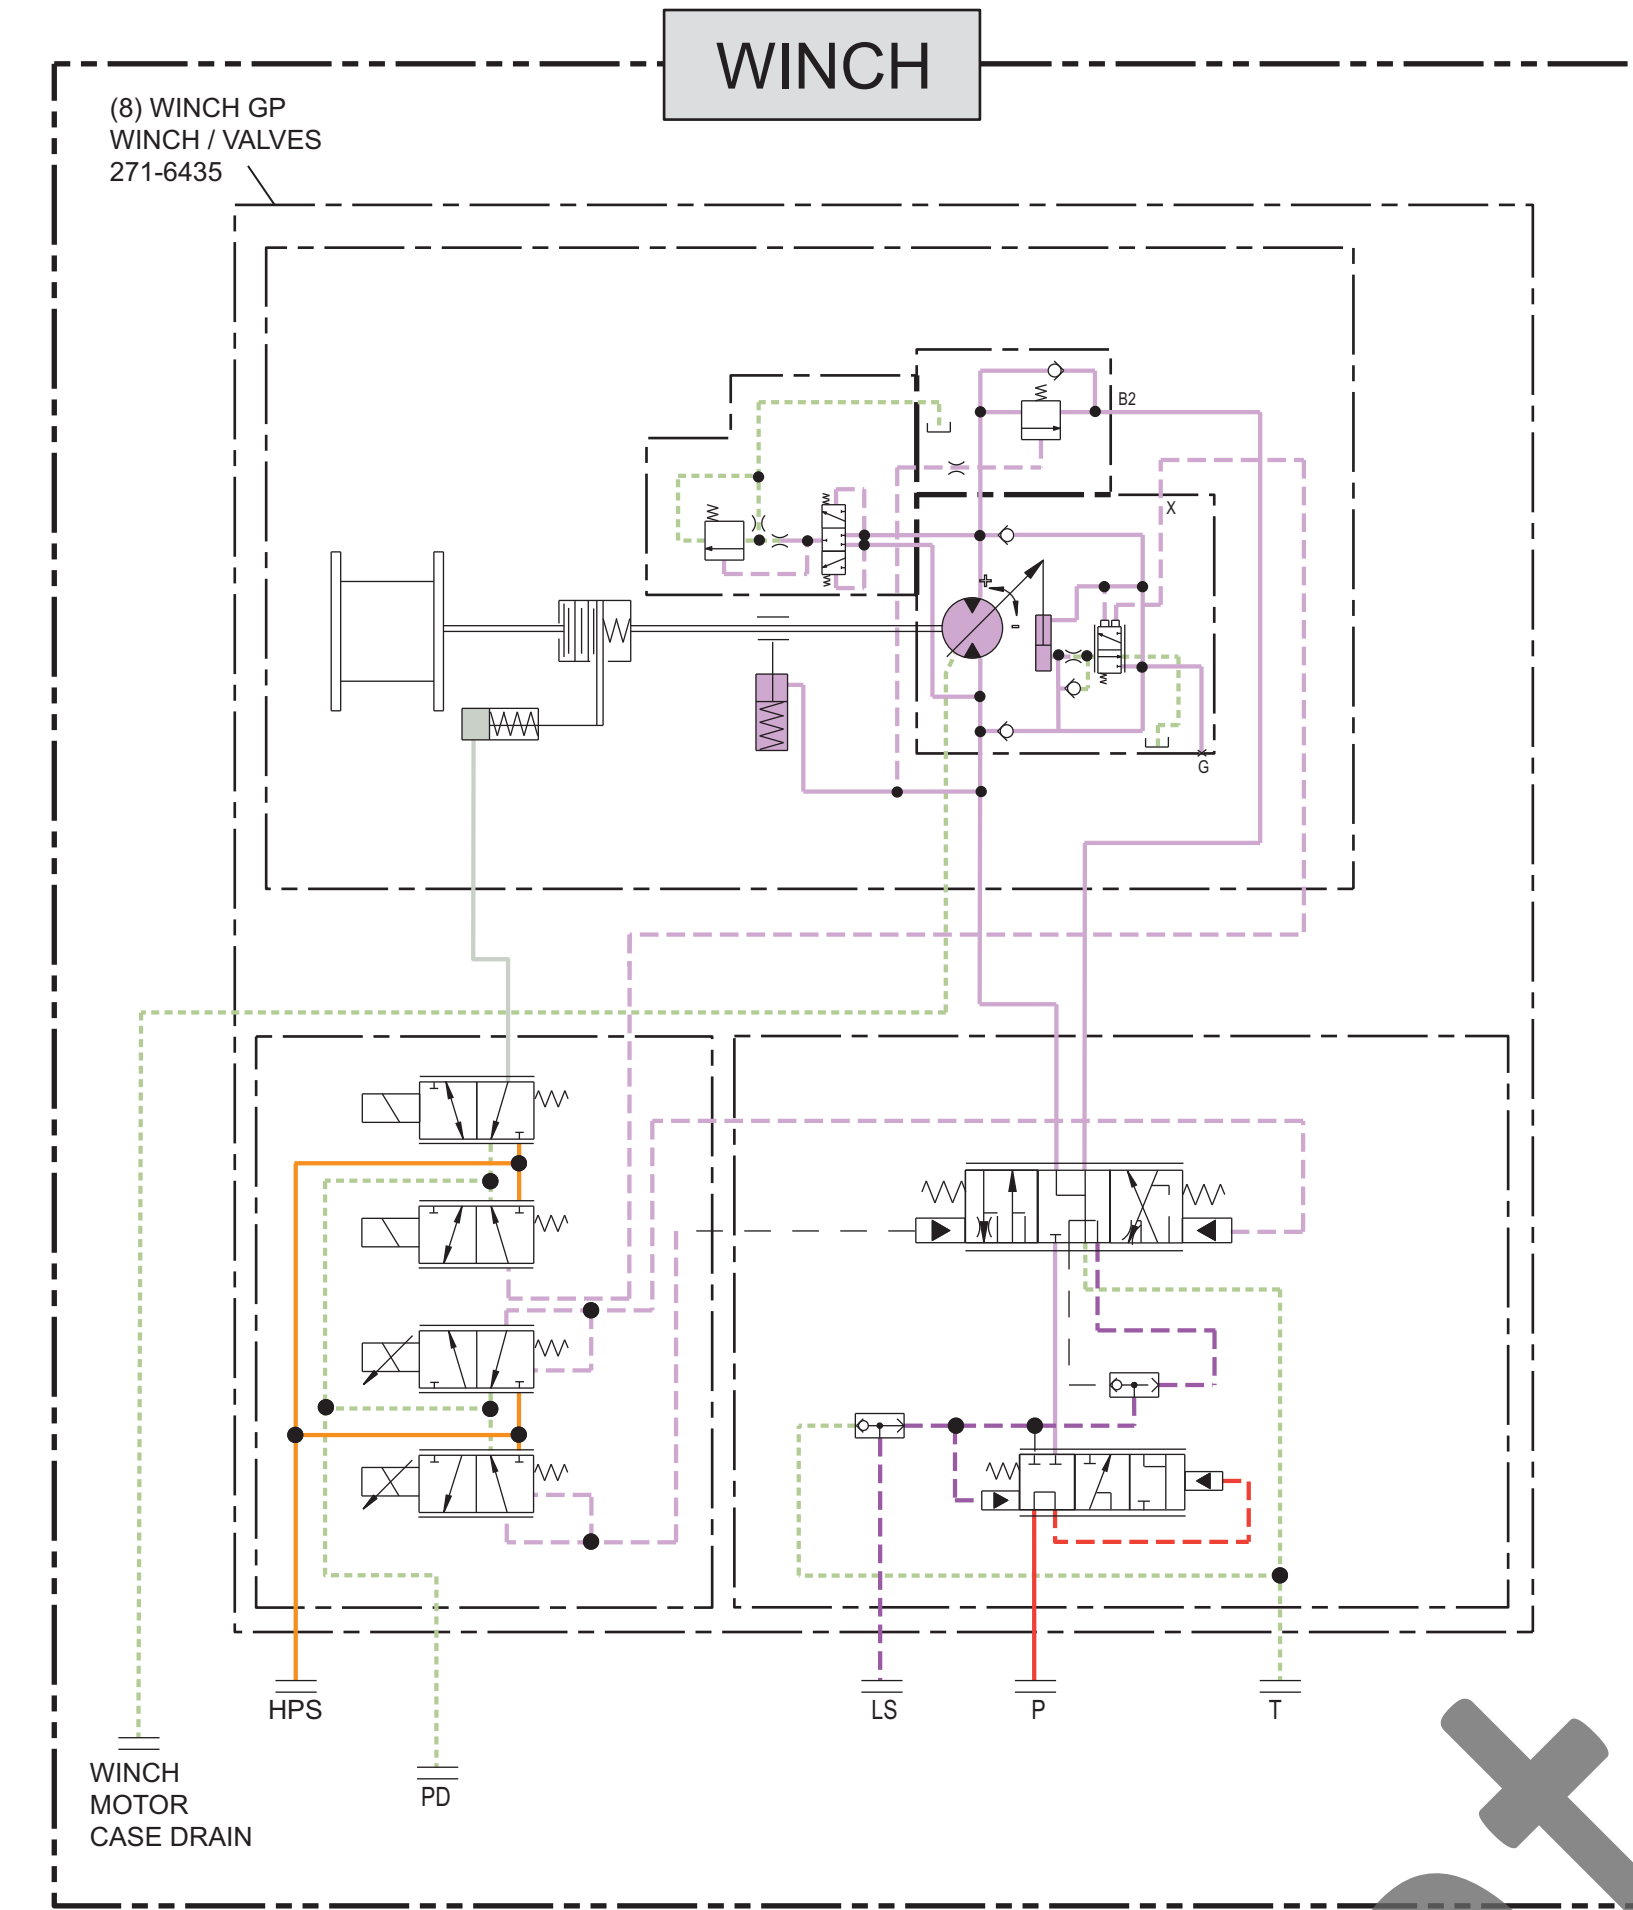 WINCH
(8) WINCH GP
WINCH / VALVES
271-6435
B2
X
G
HPS
LS
P
T
WINCH
MOTOR
CASE DRAIN
PD